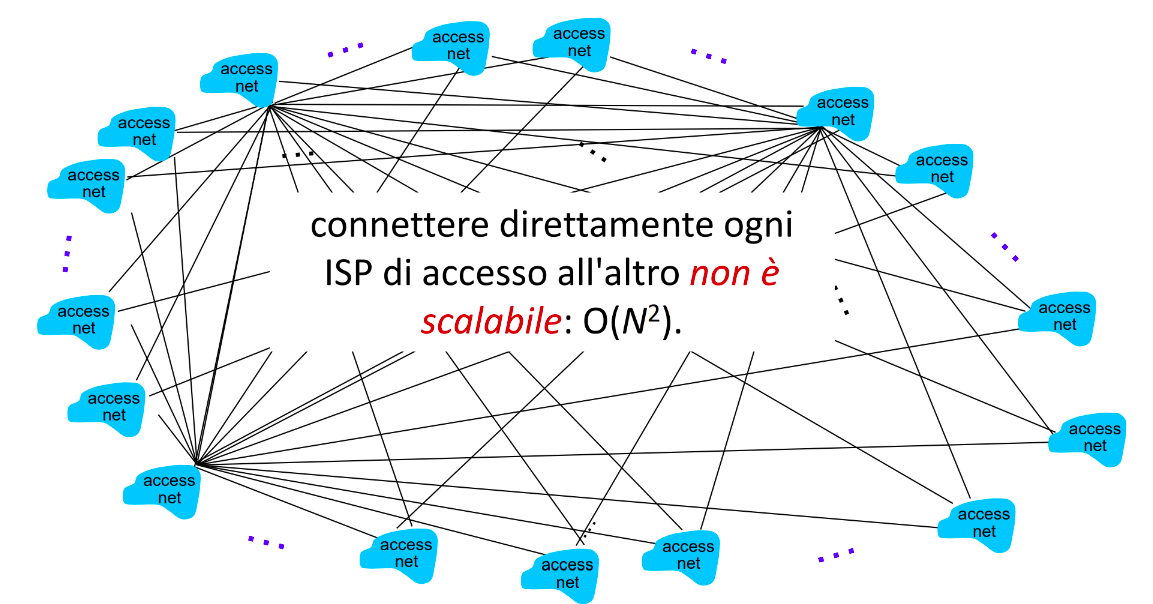 access
net
access
net
access
net
access
net
access
net
access
net
access
net
access
net
connettere direttamente ogni
ISP di accesso all'altro non è
scalabile: O(N²).
access
net
access
net
access
net
access
net
access
net
access
net
access
net
access
net